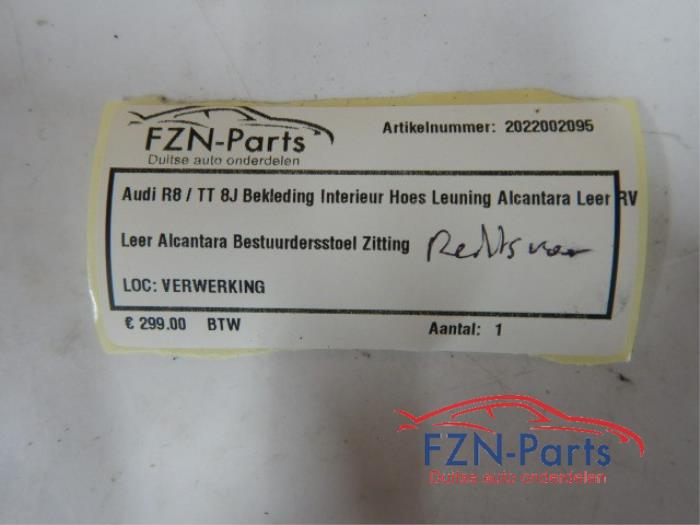 FZN-Parts
Duitse auto onderdelen
Artikelnummer: 2022002095
Audi R8 / TT 8J Bekleding Interieur Hoes Leuning Alcantara Leer RV
Leer Alcantara Bestuurdersstoel Zitting Rechtsvoor
LOC: VERWERKING
€ 299.00 BTW Aantal: 1
FZN-Parts
Duitse auto onderdelen